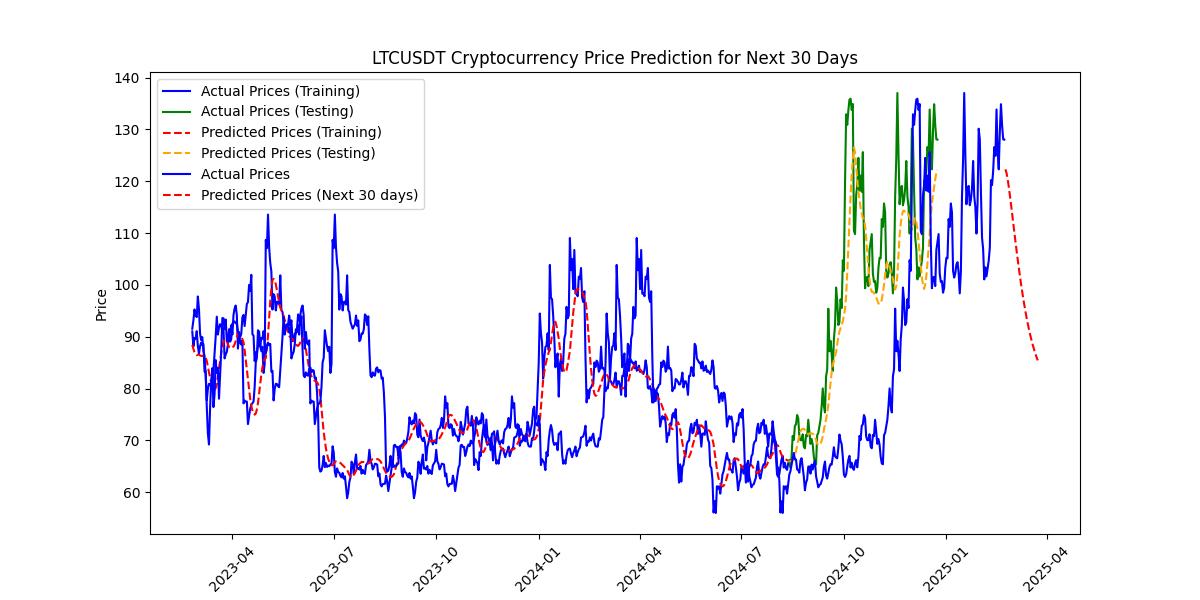 LTCUSDT Cryptocurrency Price Prediction for Next 30 Days
Actual Prices (Training)
Actual Prices (Testing)
Predicted Prices (Training)
Predicted Prices (Testing)
Actual Prices
Predicted Prices (Next 30 days)
Price
140
130
120
110
100
90
80
70
60
2023-04
2023-07
2023-10
2024-01
2024-04
2024-07
2024-10
2025-01
2025-04